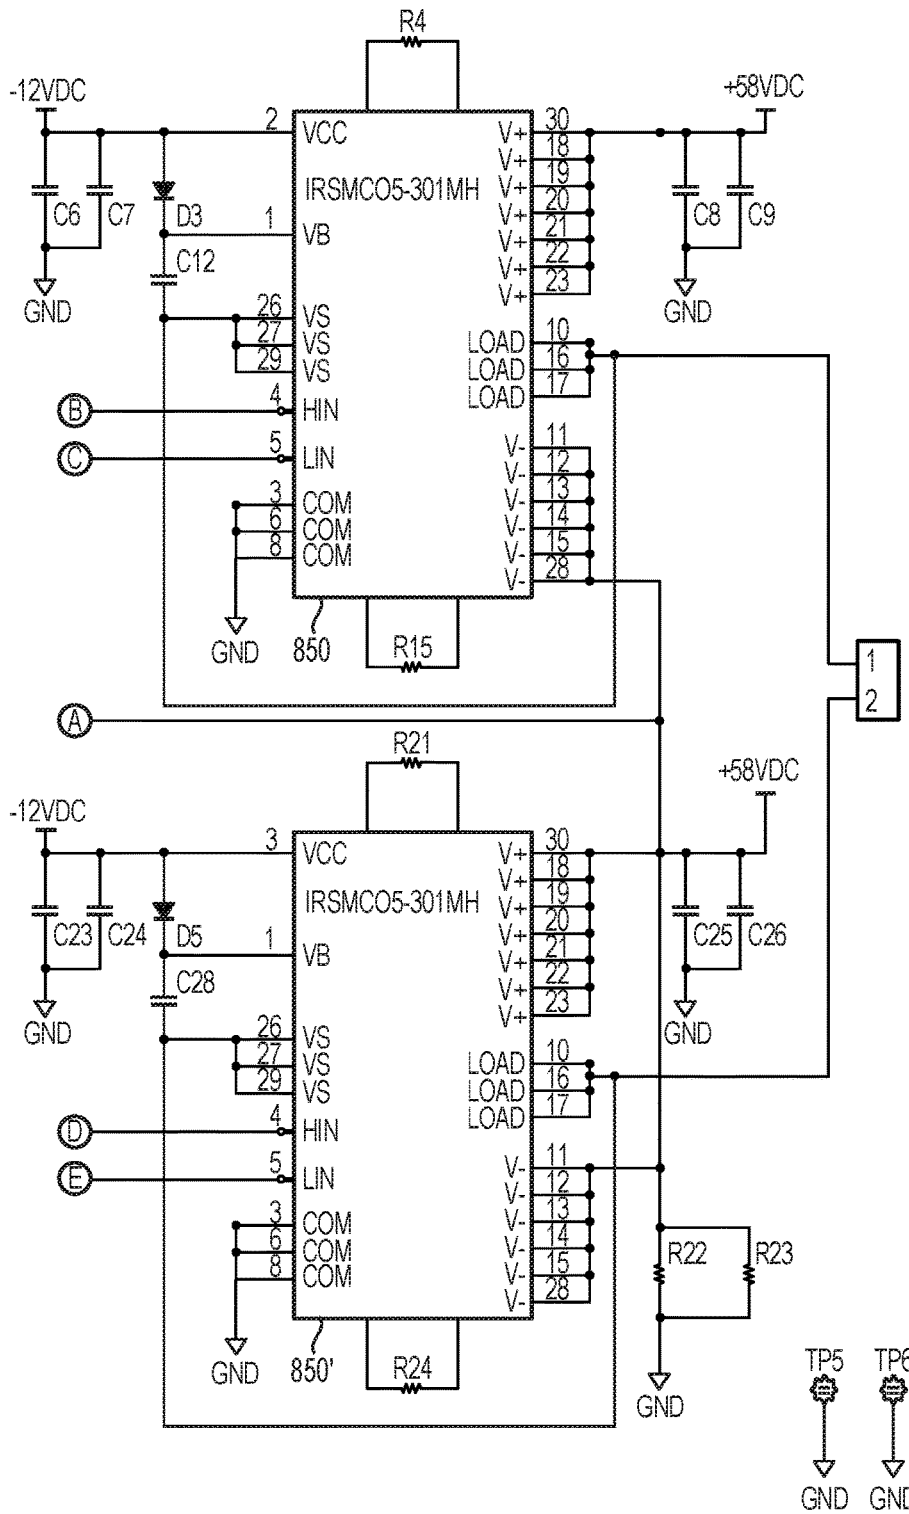 R4
-12VDC
+58VDC
2
VCC
V+
30
V+
18
IRSMCO5-301MH
V+
19
C6
C7
D3
V+
20
C8
C9
1
VB
V+
21
C12
V+
22
V+
23
GND
GND
26
VS
27
VS
29
VS
LOAD
10
LOAD
16
LOAD
17
B
4
HIN
C
5
LIN
V-
11
V-
12
V-
13
V-
14
V-
15
V-
28
3
COM
6
COM
8
COM
GND
850
R15
1
2
A
R21
+58VDC
-12VDC
3
VCC
V+
30
V+
18
IRSMCO5-301MH
V+
19
C23
C24
D5
V+
20
C25
C26
1
VB
V+
21
C28
V+
22
V+
23
GND
GND
26
VS
27
VS
29
VS
LOAD
10
LOAD
16
LOAD
17
D
4
HIN
E
5
LIN
V-
11
V-
12
V-
13
V-
14
V-
15
V-
28
3
COM
6
COM
8
COM
R22
R23
GND
850'
R24
GND
TP5
TP6
GND
GND